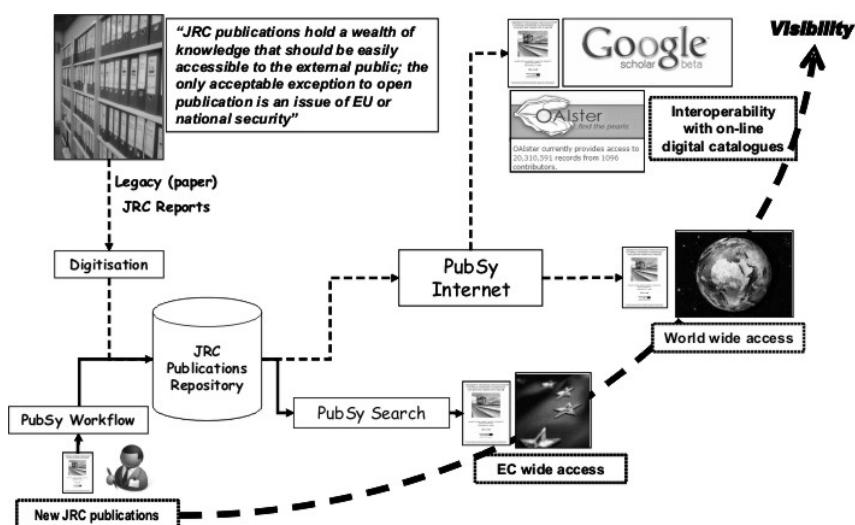 “JRC publications hold a wealth of
knowledge that should be easily
accessible to the external public; the
only acceptable exception to open
publication is an issue of EU or
national security”
Google
scholar beta
Visibility
OAIster
find the pearls
OAIster currently provides access to
20,310,591 records from 1096
contributors.
Interoperability
with on-line
digital catalogues
Legacy (paper)
JRC Reports
Digitisation
PubSy
Internet
World wide access
JRC
Publications
Repository
PubSy Workflow
PubSy Search
EC wide access
New JRC publications